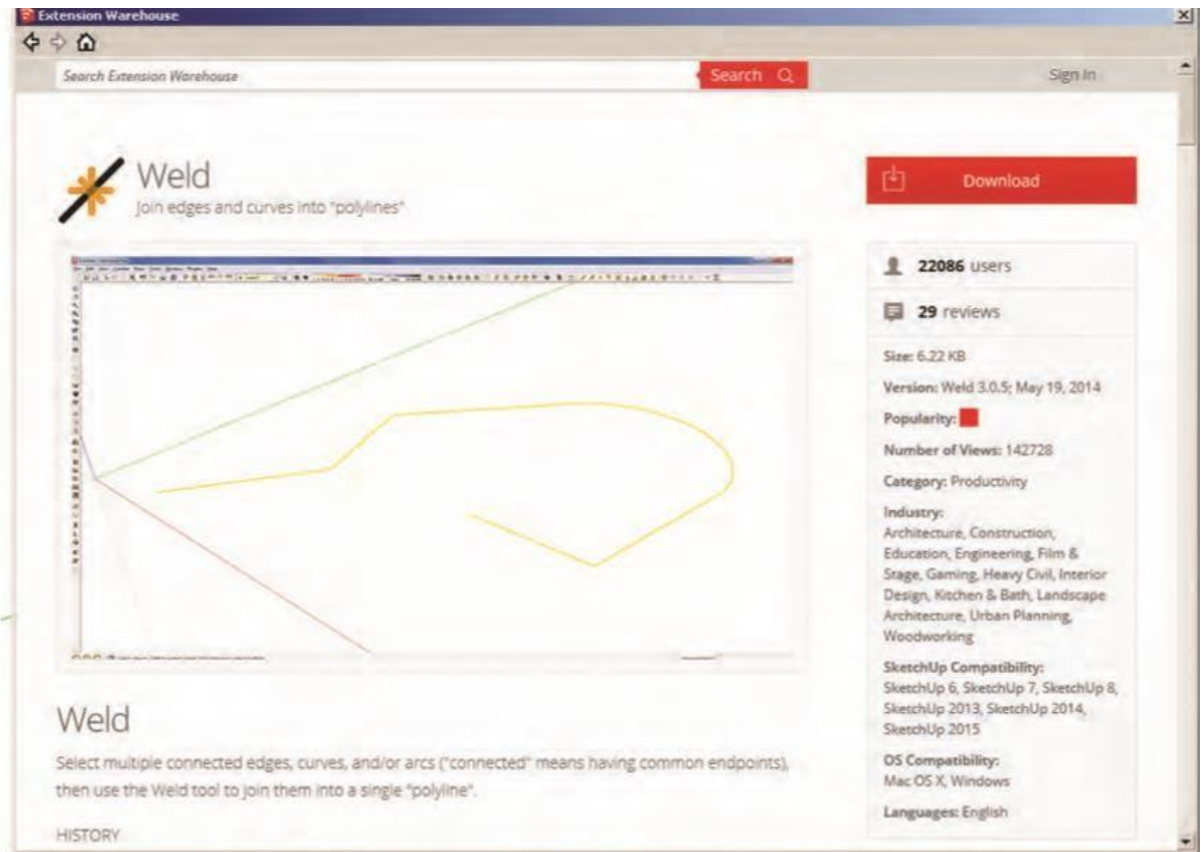 Extension Warehouse
Search Extension Warehouse
Search
Sign In
Weld
Join edges and curves into "polylines"
Download
22086 users
29 reviews
Size: 6.22 KB
Version: Weld 3.0.5; May 19, 2014
Popularity:
Number of Views: 142728
Category: Productivity
Industry:
Architecture, Construction,
Education, Engineering, Film &
Stage, Gaming, Heavy Civil, Interior
Design, Kitchen & Bath, Landscape
Architecture, Urban Planning,
Woodworking
SketchUp Compatibility:
SketchUp 6, SketchUp 7, SketchUp 8,
SketchUp 2013, SketchUp 2014,
SketchUp 2015
OS Compatibility:
Mac OS X, Windows
Languages: English
Weld
Select multiple connected edges, curves, and/or arcs ("connected" means having common endpoints),
then use the Weld tool to join them into a single "polyline".
HISTORY